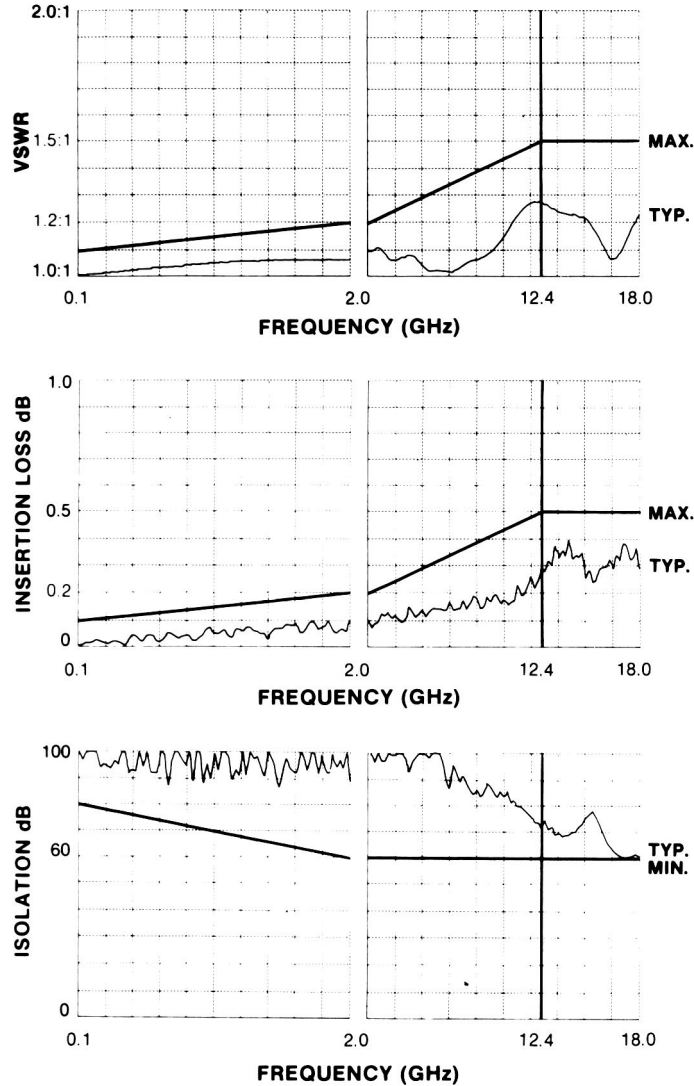 2.0:1
1.5:1
1.2:1
1.0:1
VSWR
MAX.
TYP.
0.1 2.0 12.4 18.0
FREQUENCY (GHz)
1.0
0.5
0.2
0
INSERTION LOSS dB
MAX.
TYP.
0.1 2.0 12.4 18.0
FREQUENCY (GHz)
100
60
0
ISOLATION dB
TYP.
MIN.
0.1 2.0 12.4 18.0
FREQUENCY (GHz)